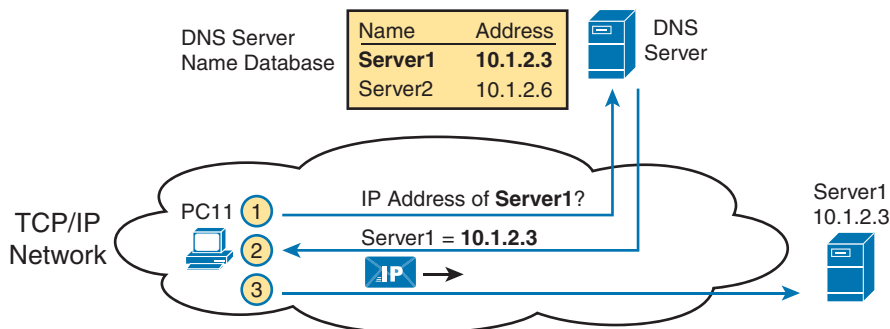 DNS Server
Name Database
Name Address
Server1 10.1.2.3
Server2 10.1.2.6
DNS
Server
TCP/IP
Network
PC11
1
IP Address of Server1?
2
Server1 = 10.1.2.3
IP
3
Server1
10.1.2.3